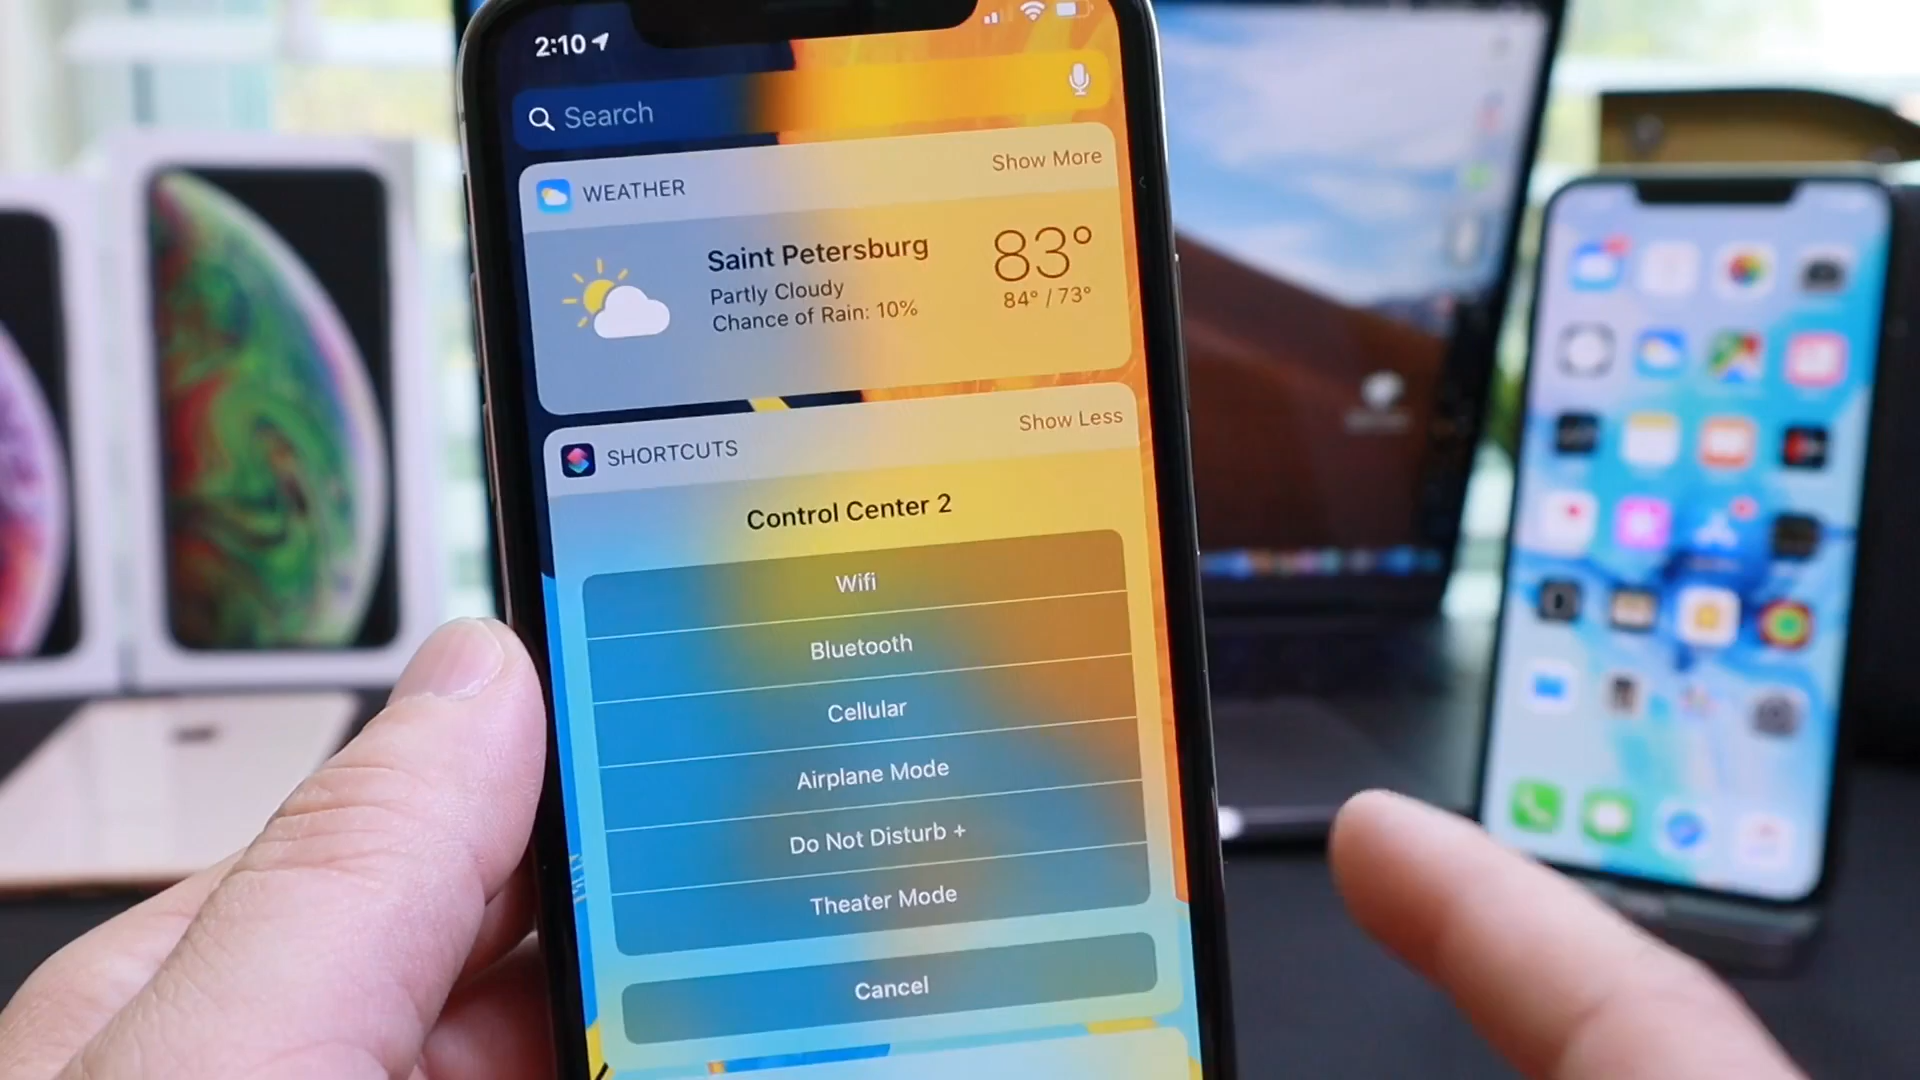 2:10
Search
WEATHER
Show More
Saint Petersburg
83°
Partly Cloudy
84° / 73°
Chance of Rain: 10%
SHORTCUTS
Show Less
Control Center 2
Wifi
Bluetooth
Cellular
Airplane Mode
Do Not Disturb +
Theater Mode
Cancel